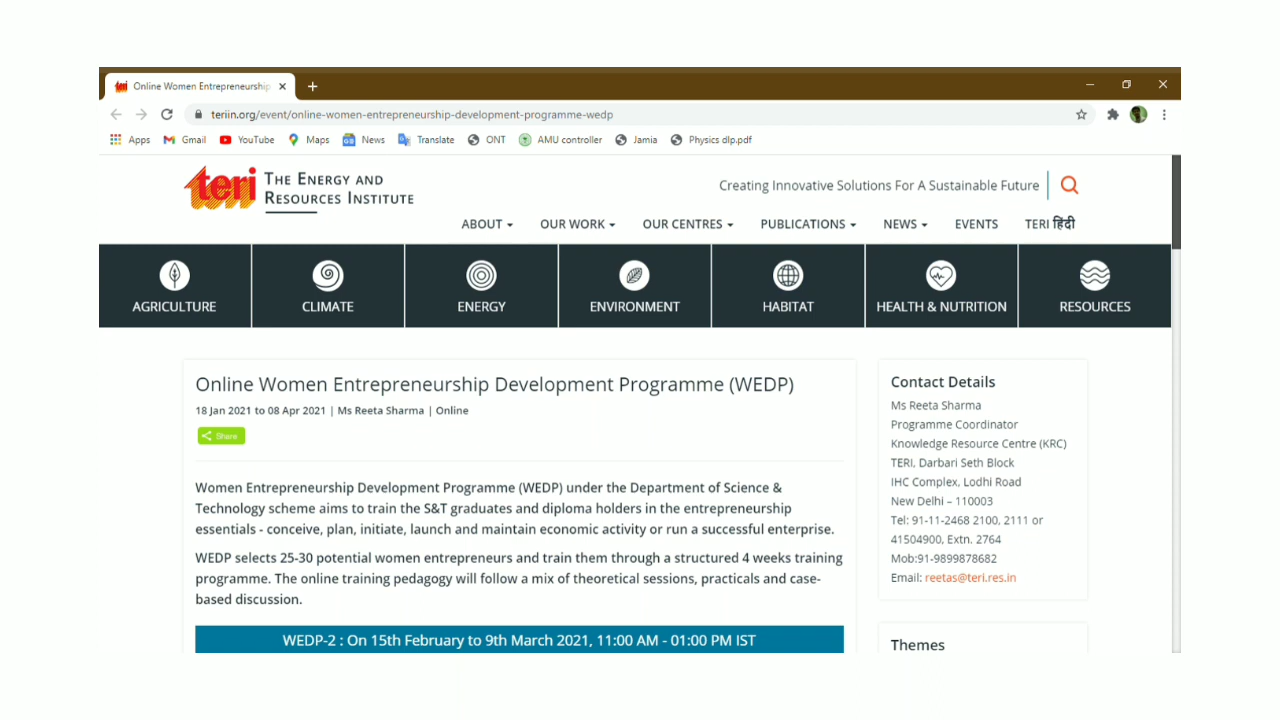 Online Women Entrepreneurship
teriin.org/event/online-women-entrepreneurship-development-programme-wedp
Apps Gmail YouTube Maps News Translate ONT AMU controller Jamia Physics dlp.pdf
teri THE ENERGY AND
RESOURCES INSTITUTE
Creating Innovative Solutions For A Sustainable Future
ABOUT OUR WORK OUR CENTRES PUBLICATIONS NEWS EVENTS TERI हिंदी
AGRICULTURE CLIMATE ENERGY ENVIRONMENT HABITAT HEALTH & NUTRITION RESOURCES
Online Women Entrepreneurship Development Programme (WEDP)
18 Jan 2021 to 08 Apr 2021 | Ms Reeta Sharma | Online
Share
Women Entrepreneurship Development Programme (WEDP) under the Department of Science &
Technology scheme aims to train the S&T graduates and diploma holders in the entrepreneurship
essentials - conceive, plan, initiate, launch and maintain economic activity or run a successful enterprise.
WEDP selects 25-30 potential women entrepreneurs and train them through a structured 4 weeks training
programme. The online training pedagogy will follow a mix of theoretical sessions, practicals and case-
based discussion.
WEDP-2 : On 15th February to 9th March 2021, 11:00 AM - 01:00 PM IST
Contact Details
Ms Reeta Sharma
Programme Coordinator
Knowledge Resource Centre (KRC)
TERI, Darbari Seth Block
IHC Complex, Lodhi Road
New Delhi – 110003
Tel: 91-11-2468 2100, 2111 or
41504900, Extn. 2764
Mob:91-9899878682
Email: reetas@teri.res.in
Themes